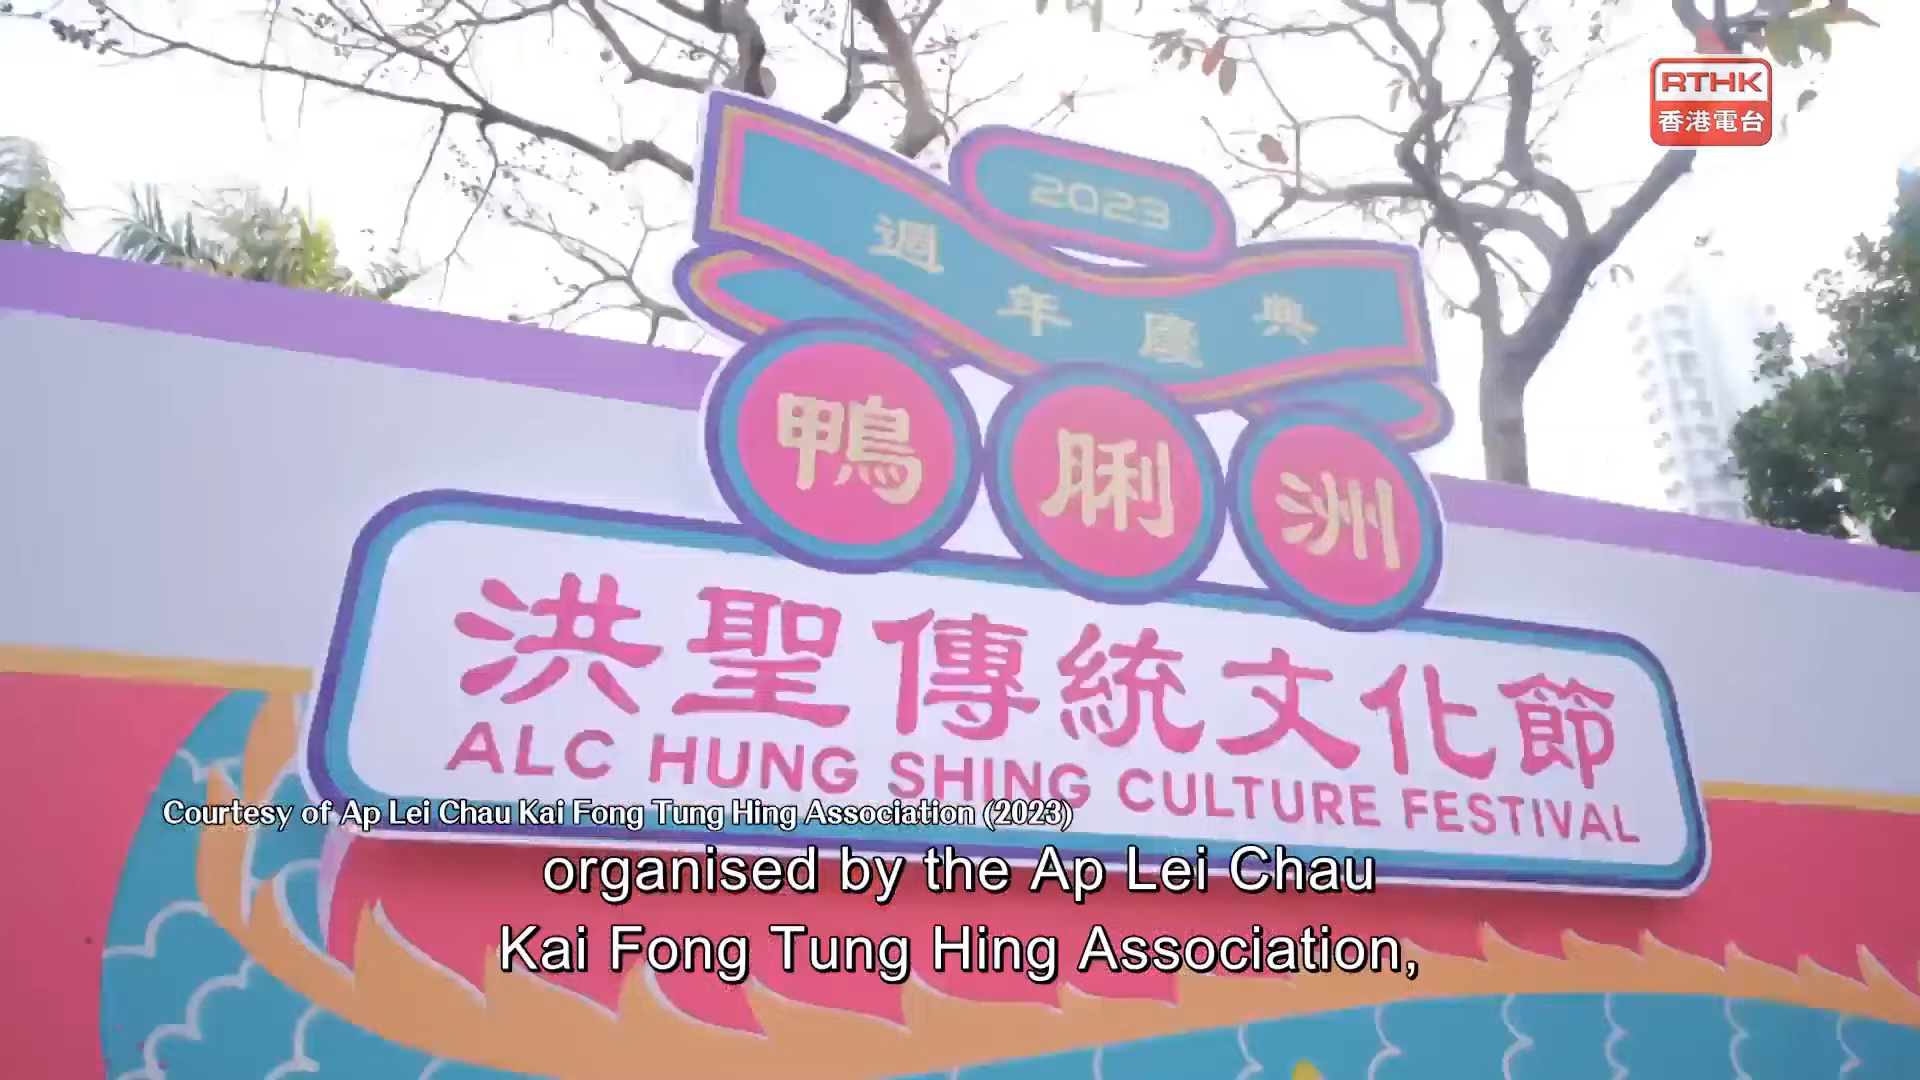 RTHK
香港電台
2023
週年慶典
鴨脷洲
洪聖傳統文化節
ALC HUNG SHING CULTURE FESTIVAL
Courtesy of Ap Lei Chau Kai Fong Tung Hing Association (2023)
organised by the Ap Lei Chau
Kai Fong Tung Hing Association,